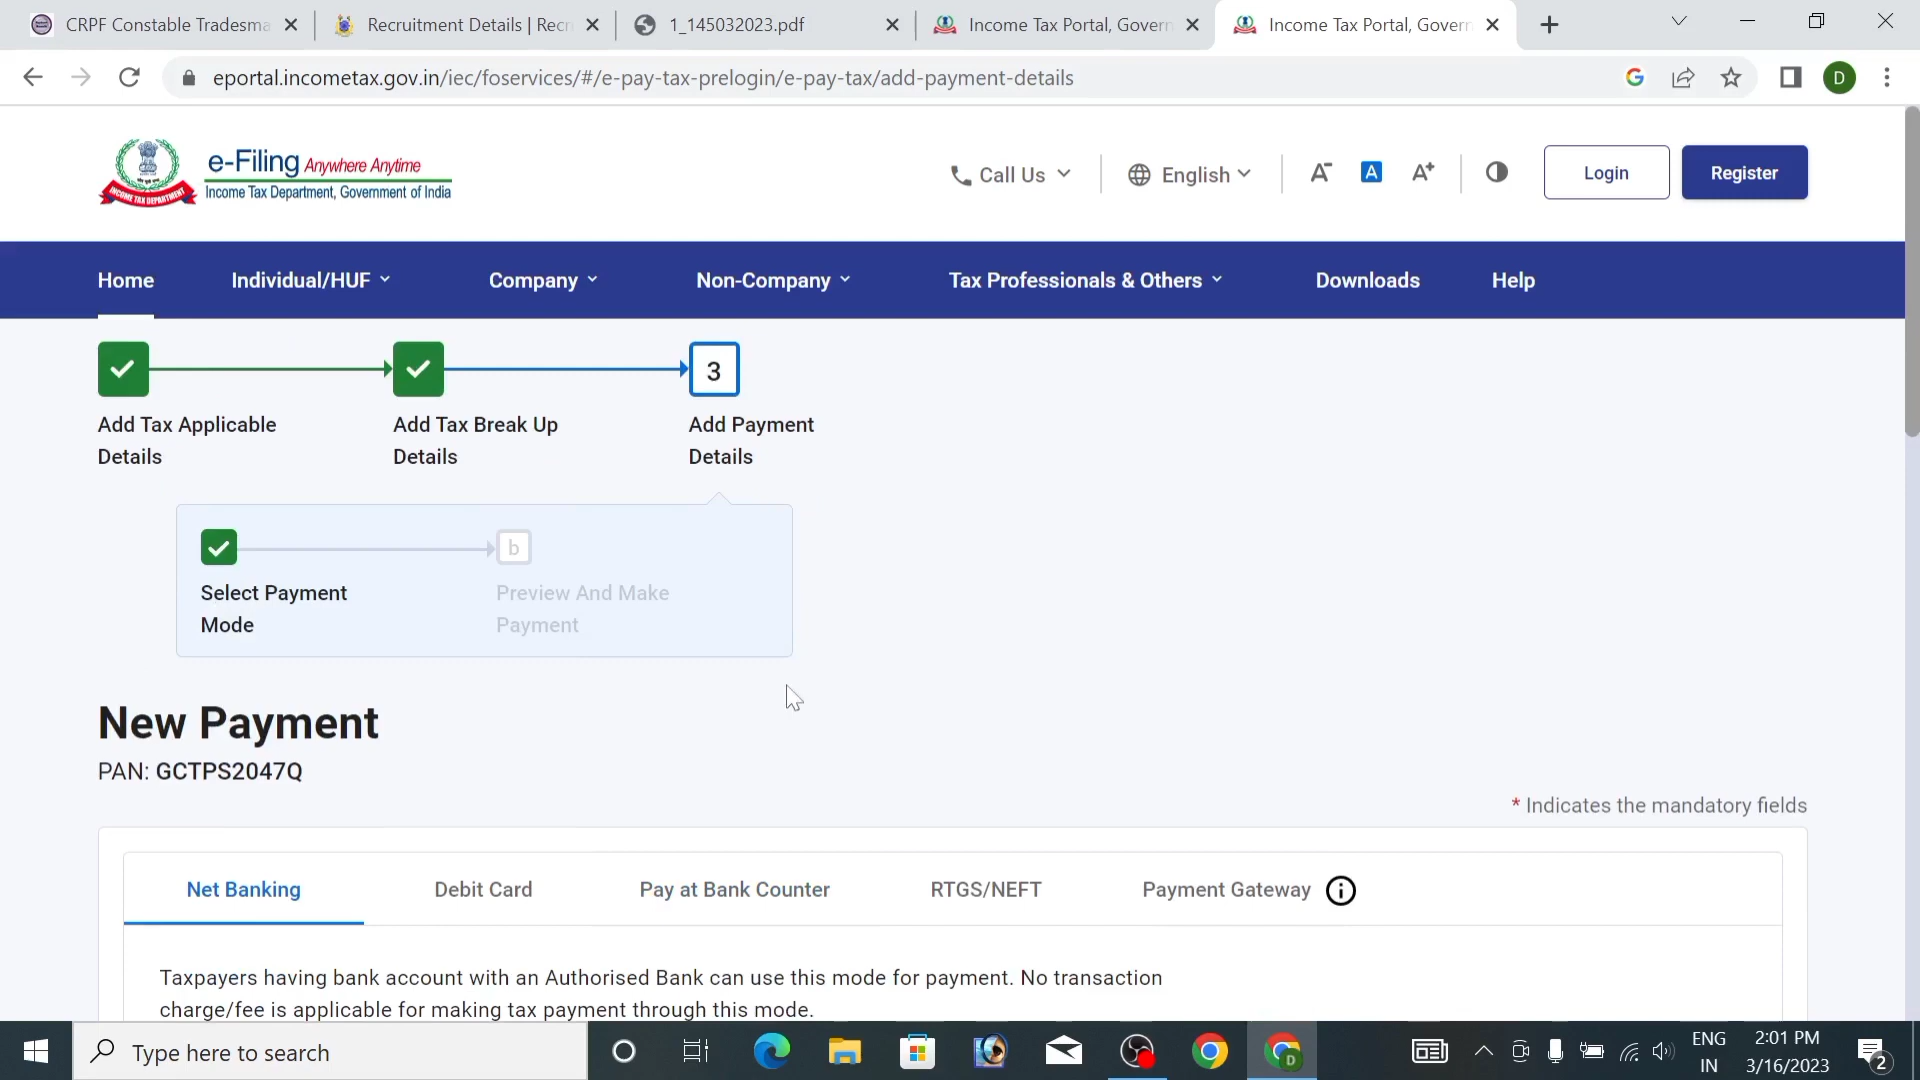 CRPF Constable Tradesma
Recruitment Details | Recr
1_145032023.pdf
Income Tax Portal, Govern
Income Tax Portal, Govern
eportal.incometax.gov.in/iec/foservices/#/e-pay-tax-prelogin/e-pay-tax/add-payment-details
D
e-Filing Anywhere Anytime
Income Tax Department, Government of India
INCOME TAX DEPARTMENT
Call Us
English
A-
A
A+
Login
Register
Home
Individual/HUF
Company
Non-Company
Tax Professionals & Others
Downloads
Help
3
Add Tax Applicable
Details
Add Tax Break Up
Details
Add Payment
Details
b
Select Payment
Mode
Preview And Make
Payment
New Payment
PAN: GCTPS2047Q
* Indicates the mandatory fields
Net Banking
Debit Card
Pay at Bank Counter
RTGS/NEFT
Payment Gateway
Taxpayers having bank account with an Authorised Bank can use this mode for payment. No transaction
charge/fee is applicable for making tax payment through this mode.
Type here to search
D
ENG
IN
2:01 PM
3/16/2023
2